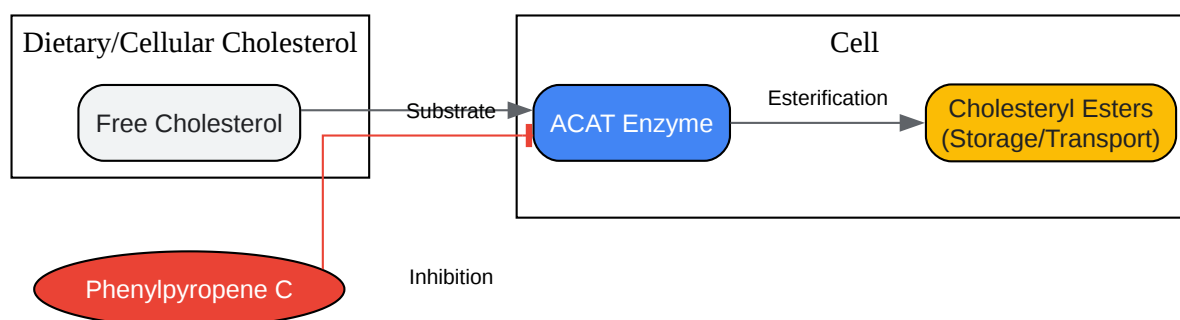 Dietary/Cellular Cholesterol
Cell
Free Cholesterol
Substrate
ACAT Enzyme
Esterification
Cholesteryl Esters
(Storage/Transport)
Phenylpyropene C
Inhibition